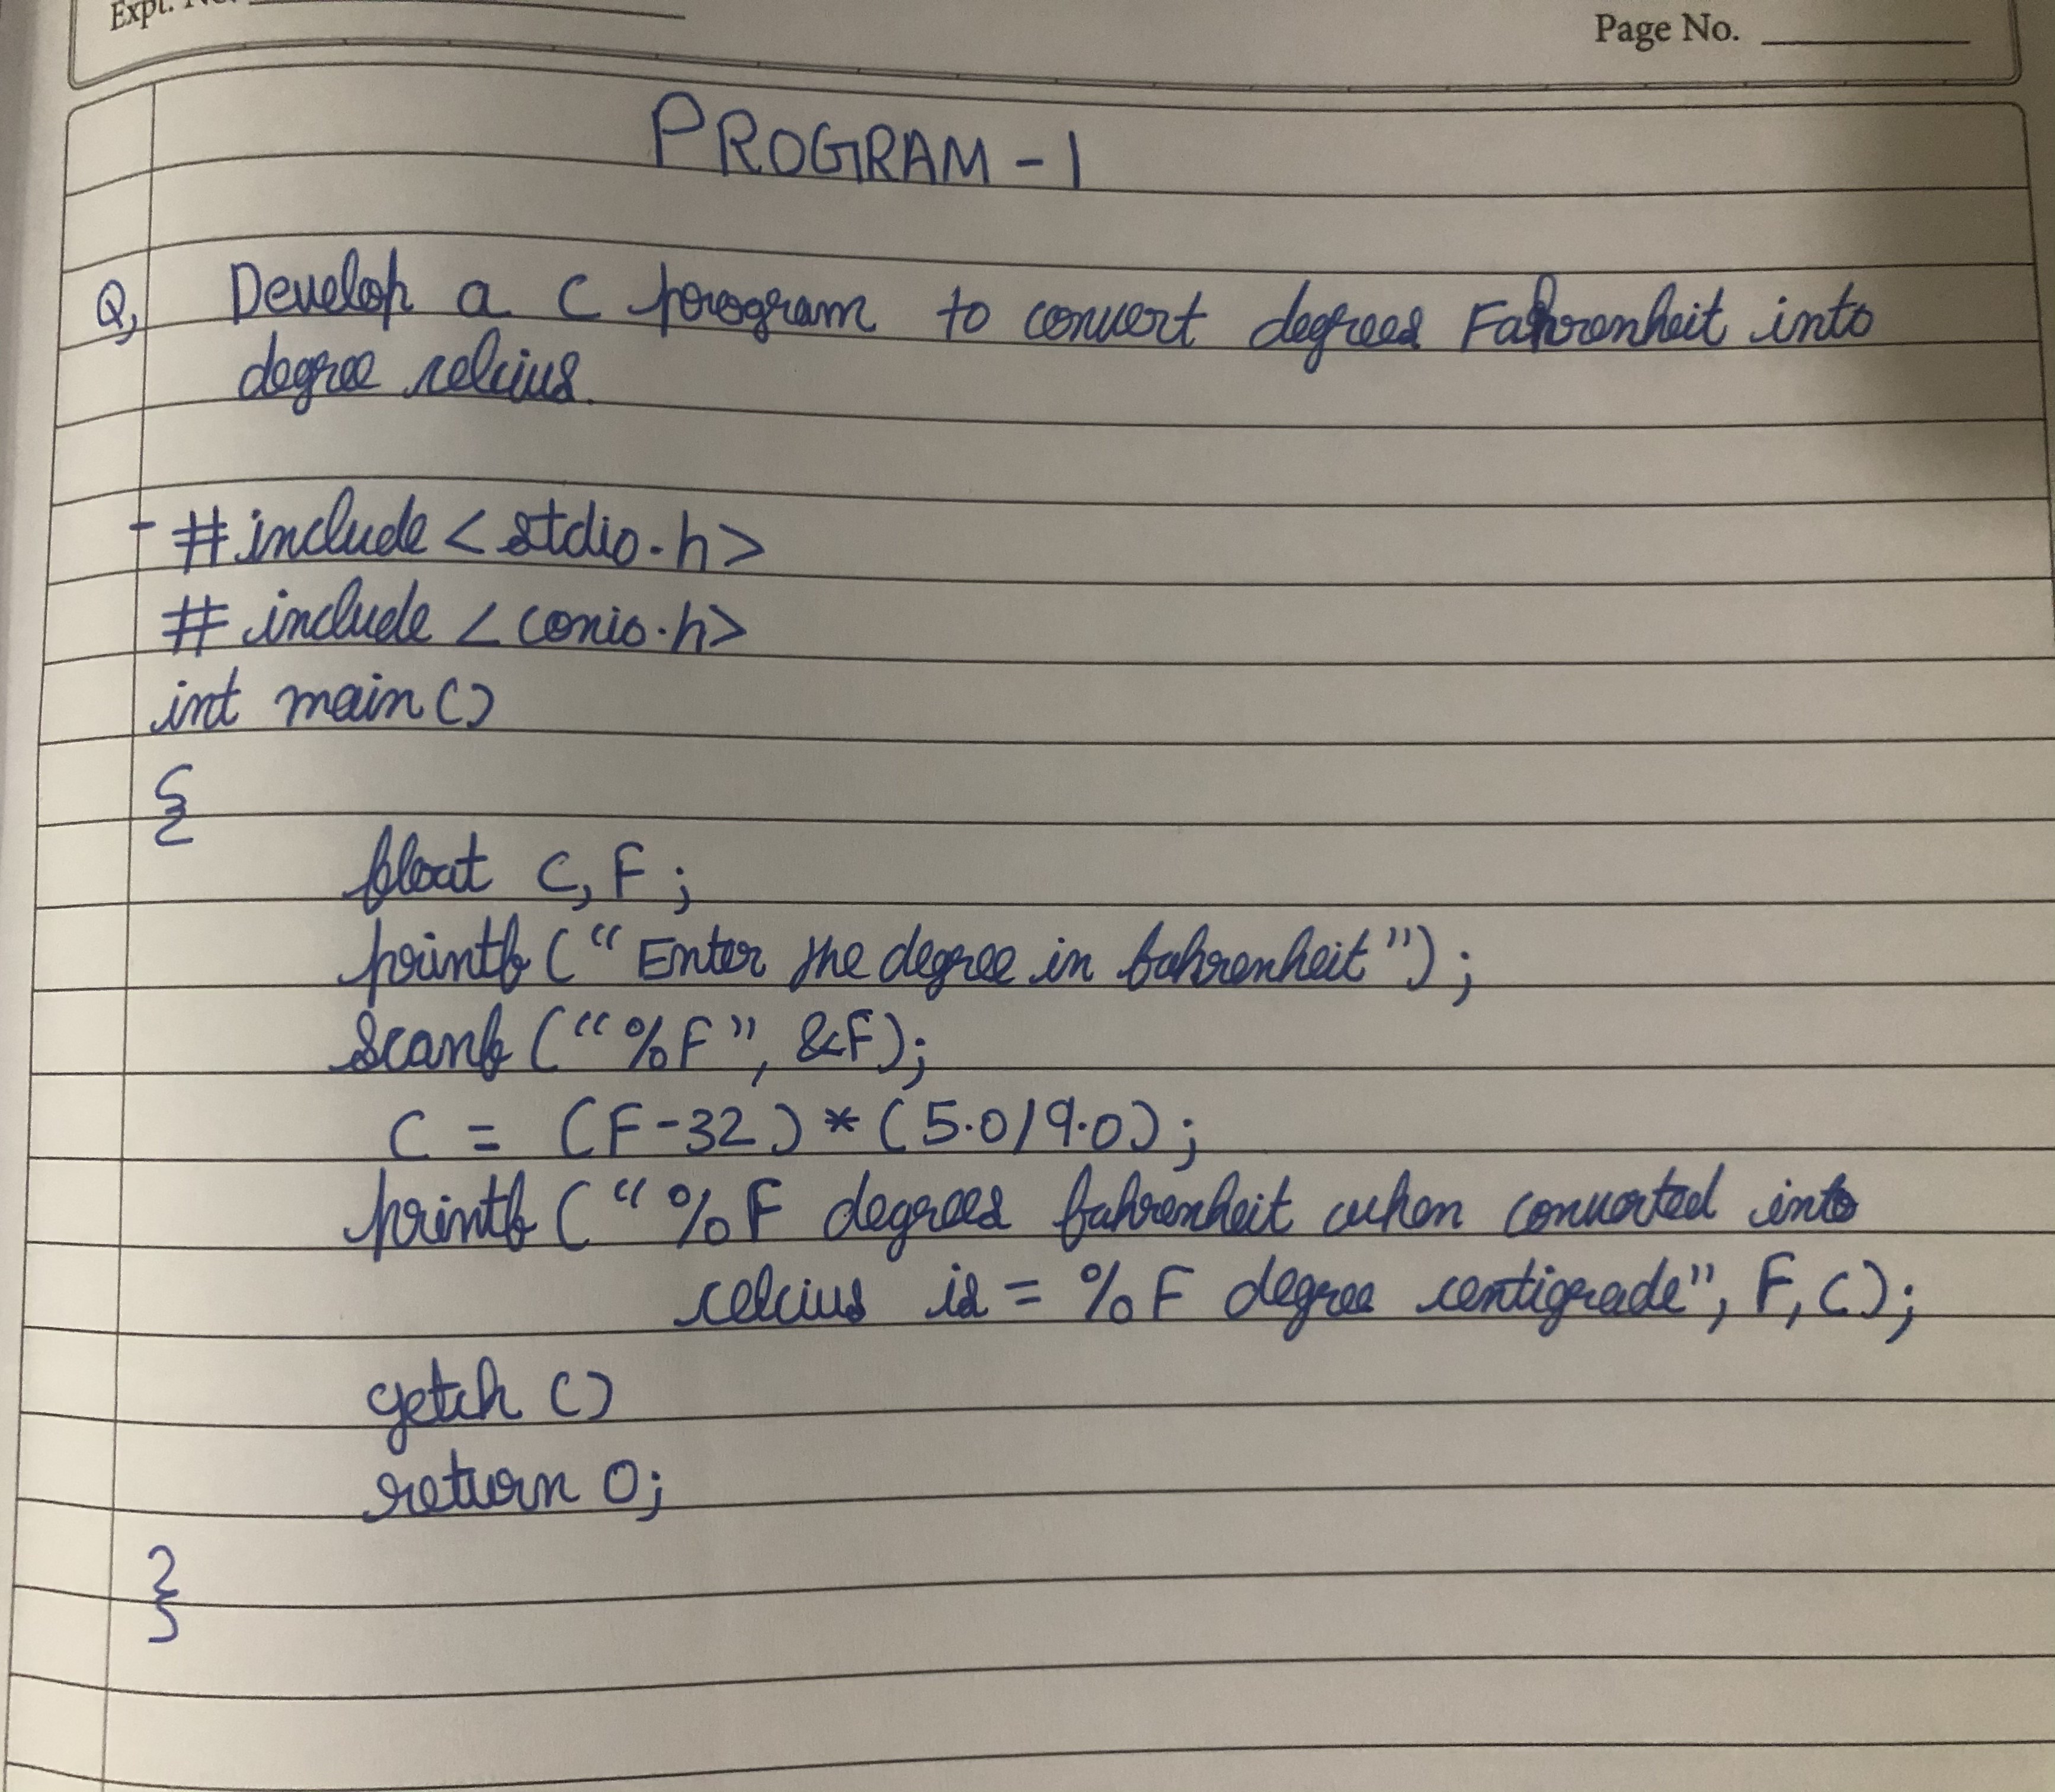 Expt. No.
Page No.
PROGRAM - 1
Q, Develop a C program to convert degrees Fahrenheit into
degree celcius.
- #include < stdio.h>
# include < conio.h>
int main()
{
float C, F ;
printf (“ Enter the degree in fahrenheit”) ;
Scanf (“%F”, &F);
C = (F-32) * (5.0/9.0) ;
printf (“ %F degrees fahrenheit when converted into
celcius is = %F degree centigrade”, F, C) ;
getch ()
return 0;
}